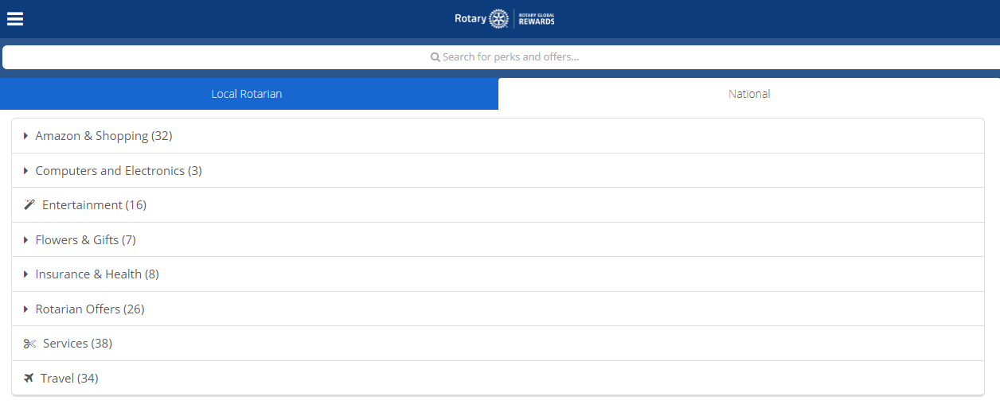 Rotary
ROTARY GLOBAL
REWARDS
Search for perks and offers...
Local Rotarian
National
Amazon & Shopping (32)
Computers and Electronics (3)
Entertainment (16)
Flowers & Gifts (7)
Insurance & Health (8)
Rotarian Offers (26)
Services (38)
Travel (34)